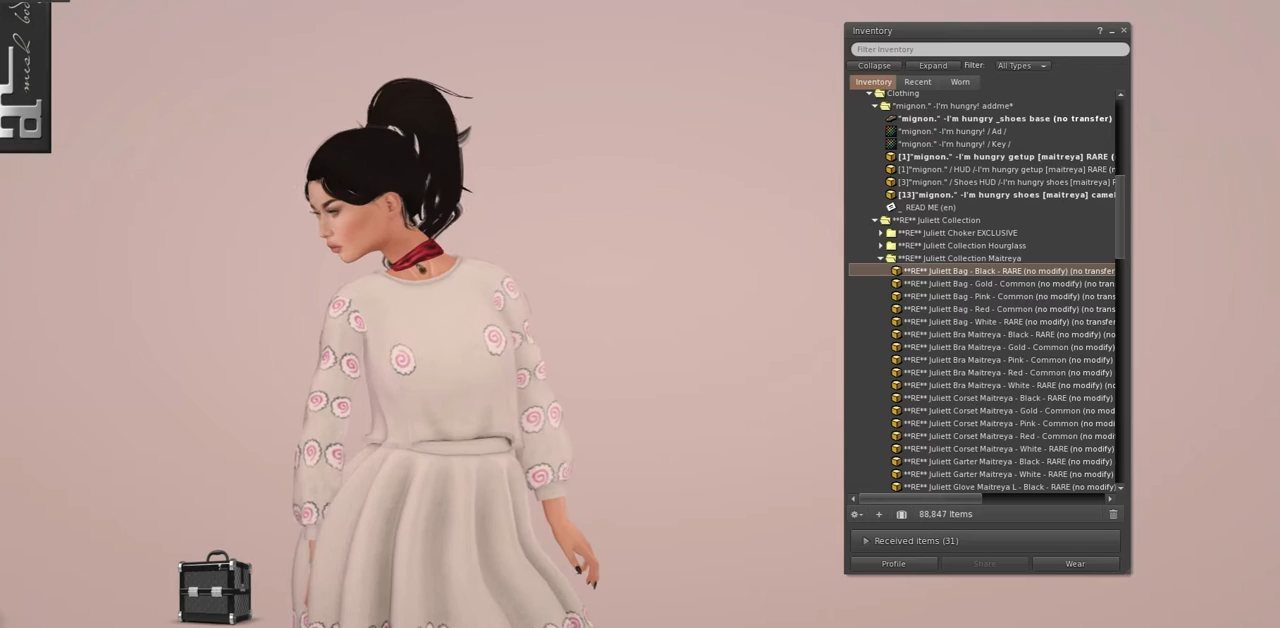 mesh
Inventory
?
Filter Inventory
Collapse
Expand
Filter:
All Types
Inventory
Recent
Worn
Clothing
"mignon." -I'm hungry! addme*
"mignon." -I'm hungry _shoes base (no transfer)
"mignon." -I'm hungry! / Ad /
"mignon." -I'm hungry! / Key /
[1]"mignon." -I'm hungry getup [maitreya] RARE (
[1]"mignon." / HUD /-I'm hungry getup [maitreya] RARE (n
[3]"mignon." / Shoes HUD /-I'm hungry shoes [maitreya]
[13]"mignon." -I'm hungry shoes [maitreya] camel
_ READ ME (en)
**RE** Juliett Collection
**RE** Juliett Choker EXCLUSIVE
**RE** Juliett Collection Hourglass
**RE** Juliett Collection Maitreya
**RE** Juliett Bag - Black - RARE (no modify) (no transfer
**RE** Juliett Bag - Gold - Common (no modify) (no tran
**RE** Juliett Bag - Pink - Common (no modify) (no trans
**RE** Juliett Bag - Red - Common (no modify) (no trans
**RE** Juliett Bag - White - RARE (no modify) (no transfer
**RE** Juliett Bra Maitreya - Black - RARE (no modify) (no
**RE** Juliett Bra Maitreya - Gold - Common (no modify)
**RE** Juliett Bra Maitreya - Pink - Common (no modify)
**RE** Juliett Bra Maitreya - Red - Common (no modify)
**RE** Juliett Bra Maitreya - White - RARE (no modify) (no
**RE** Juliett Corset Maitreya - Black - RARE (no modify)
**RE** Juliett Corset Maitreya - Gold - Common (no mod
**RE** Juliett Corset Maitreya - Pink - Common (no modi
**RE** Juliett Corset Maitreya - Red - Common (no modi
**RE** Juliett Corset Maitreya - White - RARE (no modify)
**RE** Juliett Garter Maitreya - Black - RARE (no modify)
**RE** Juliett Garter Maitreya - White - RARE (no modify)
**RE** Juliett Glove Maitreya L - Black - RARE (no modify)
88,847 Items
Received items (31)
Profile
Share
Wear